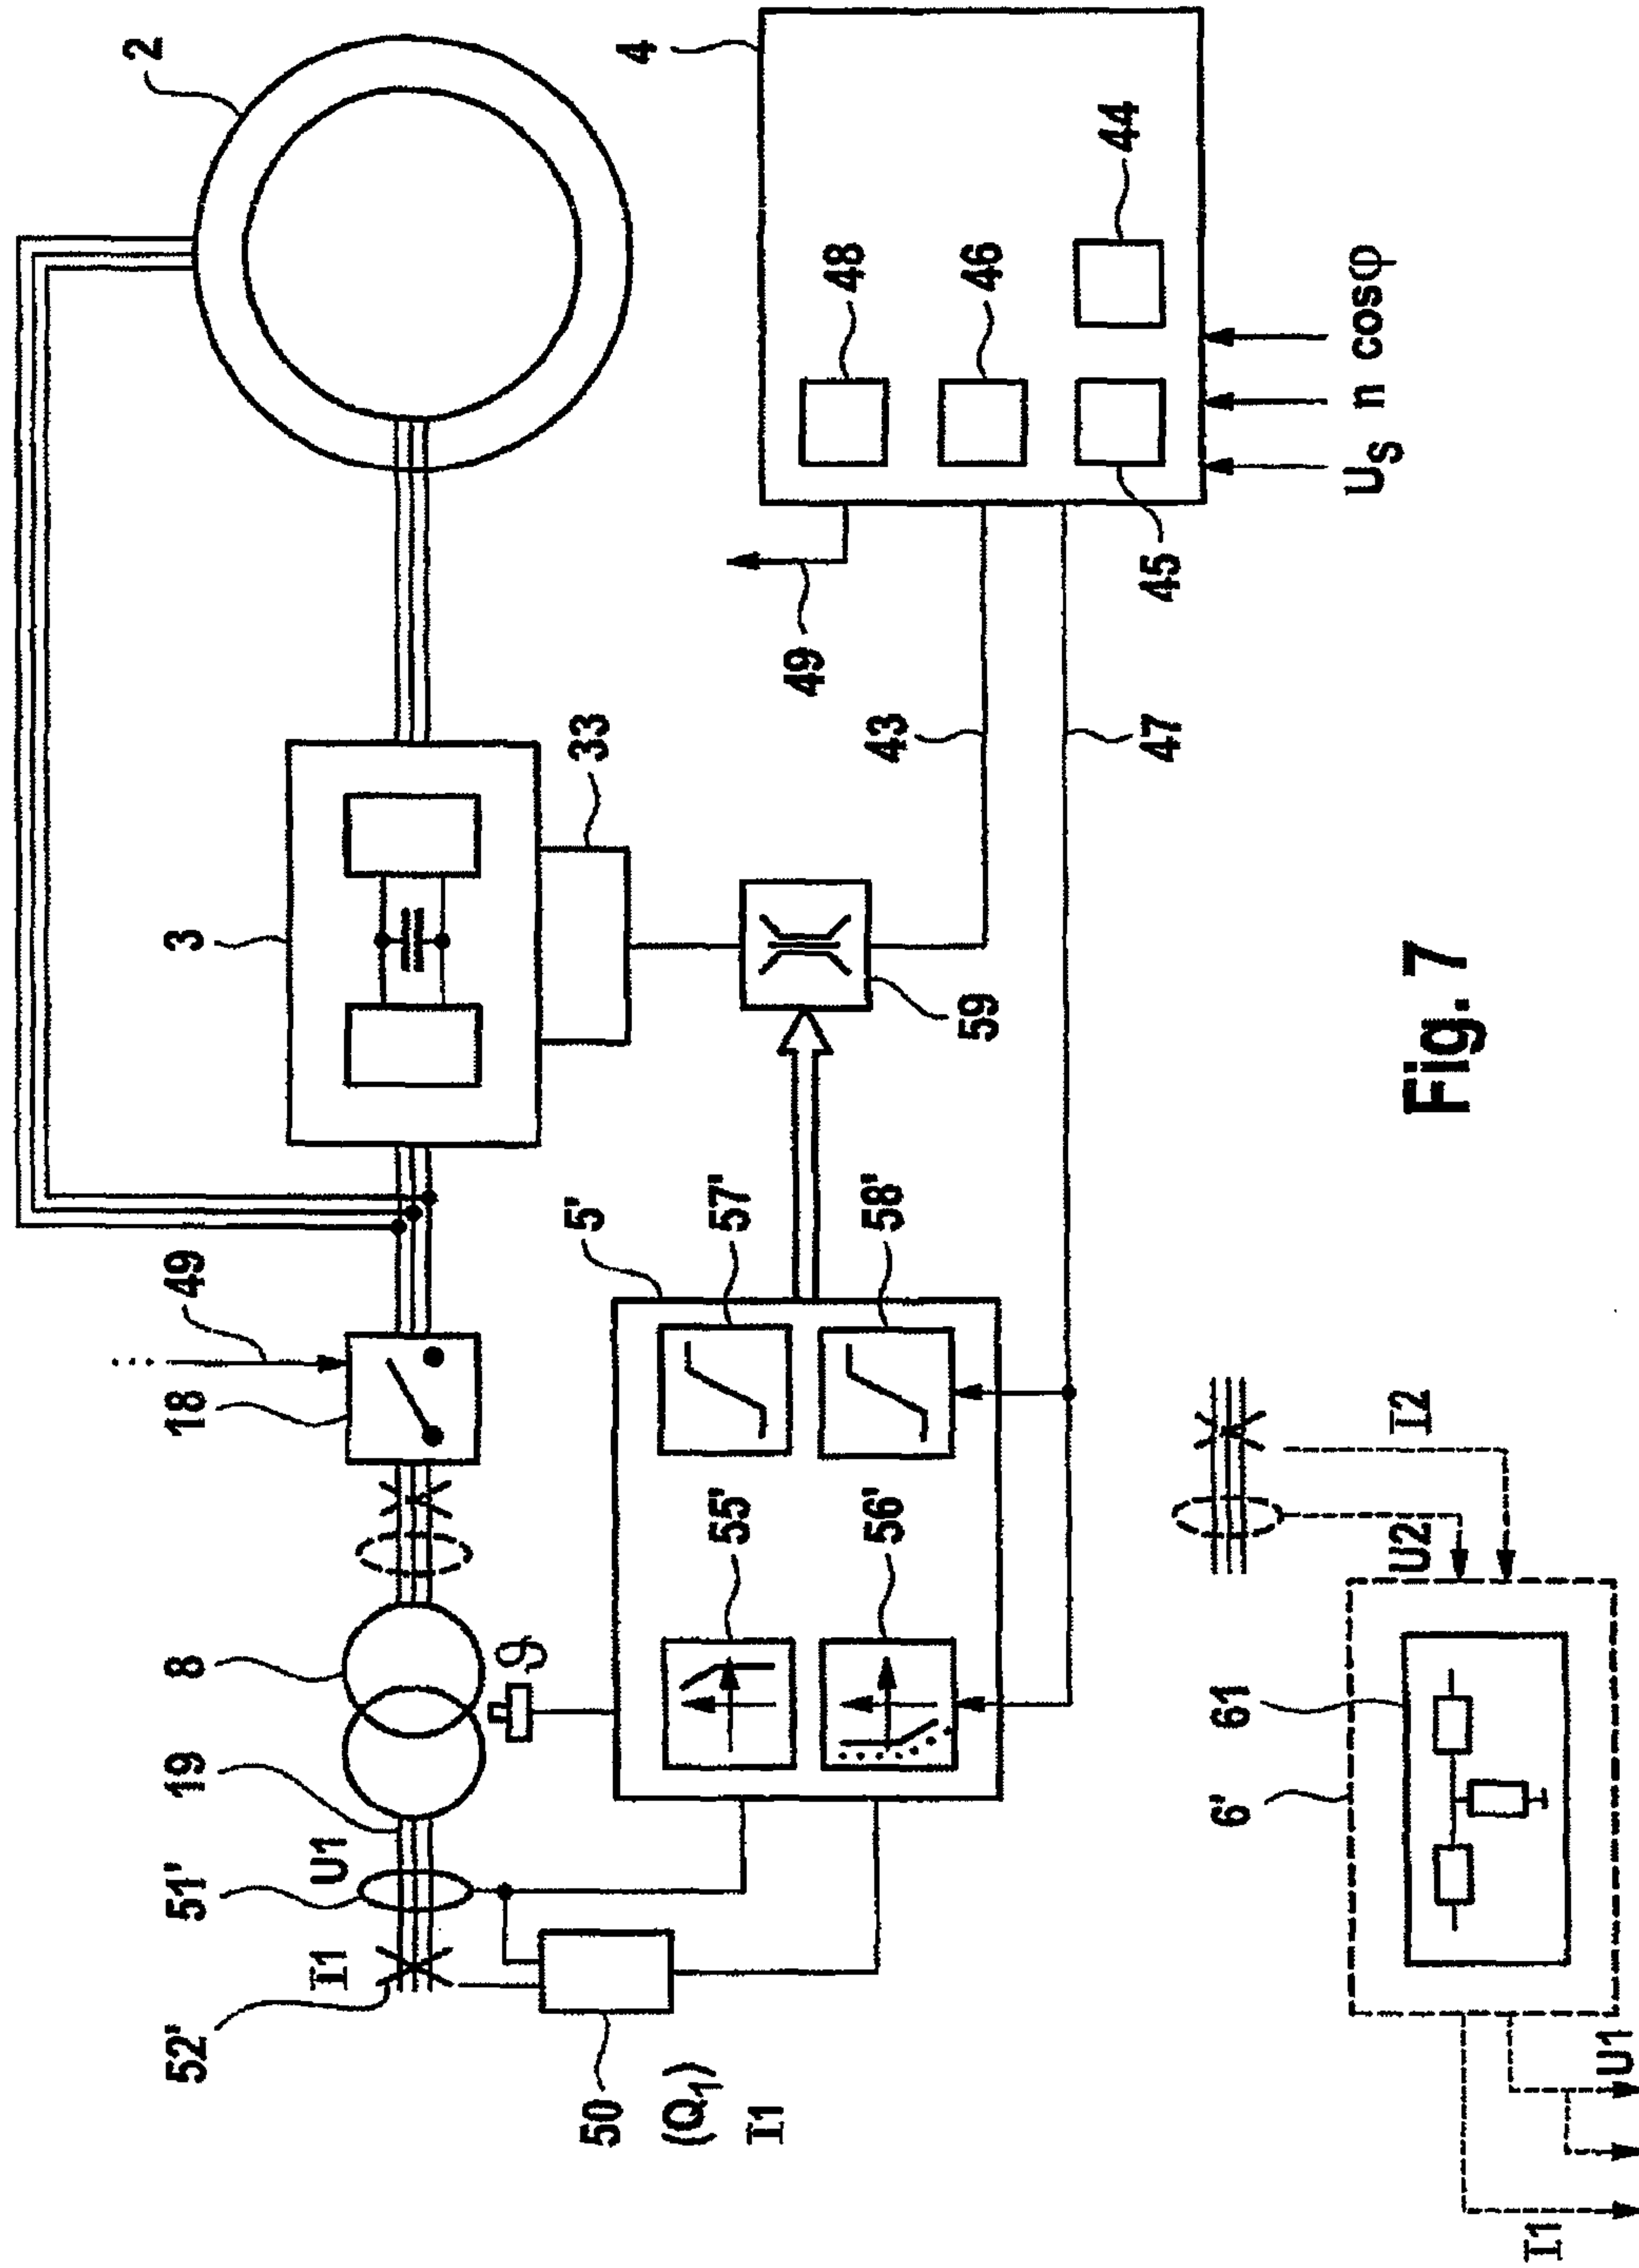 2
52' 51' 19 8 18 49 3
I1 U1
ϑ
50 5' 33 4
(Q1)
55' 57'
I1
49
48
56' 58' 43
59 46
44
47 45
6' 61
US n cosφ
U2 I2
Fig. 7
I1
U1